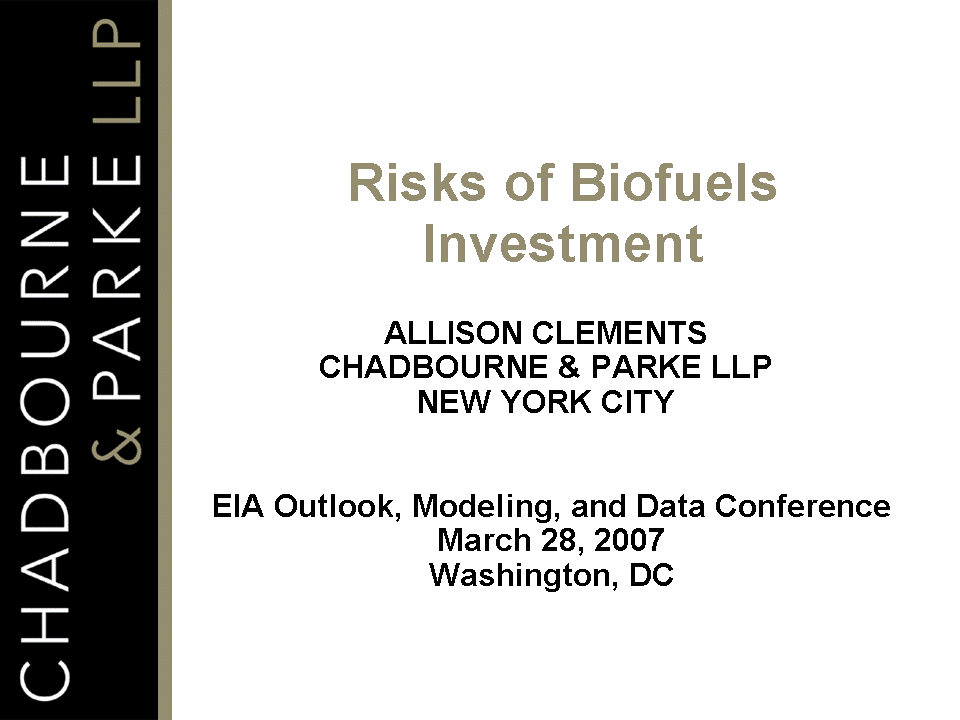 CHADBOURNE
& PARKE LLP
Risks of Biofuels
Investment
ALLISON CLEMENTS
CHADBOURNE & PARKE LLP
NEW YORK CITY
EIA Outlook, Modeling, and Data Conference
March 28, 2007
Washington, DC